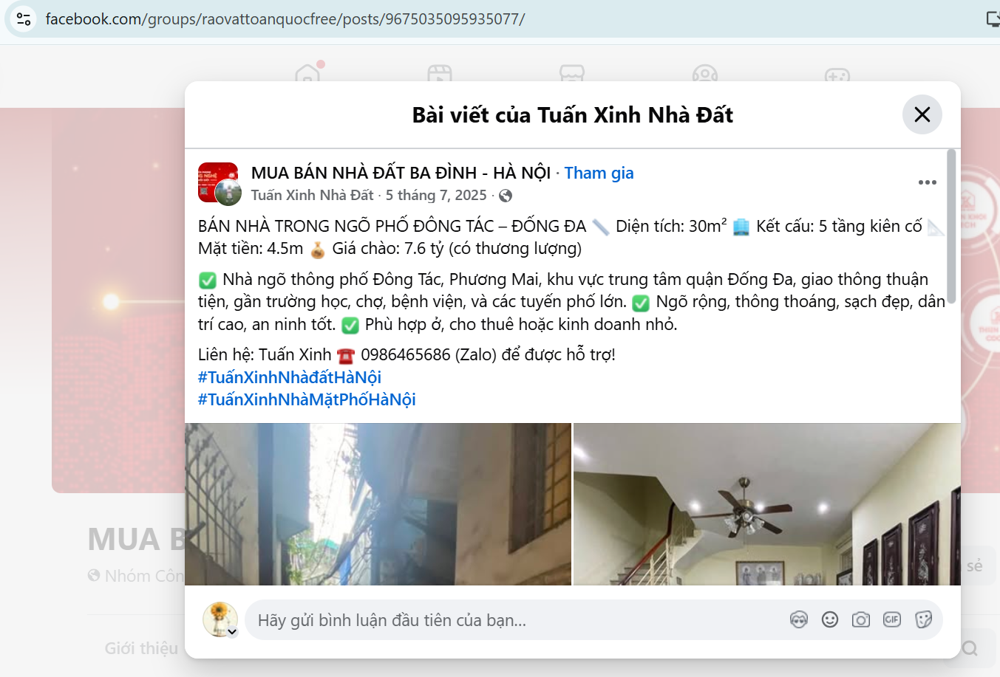 facebook.com/groups/raovattoanquocfree/posts/9675035095935077/
Bài viết của Tuấn Xinh Nhà Đất
MUA BÁN NHÀ ĐẤT BA ĐÌNH - HÀ NỘI · Tham gia
Tuấn Xinh Nhà Đất · 5 tháng 7, 2025 ·
BÁN NHÀ TRONG NGÕ PHỐ ĐÔNG TÁC – ĐỐNG ĐA 📏 Diện tích: 30m² 🏢 Kết cấu: 5 tầng kiên cố 📐
Mặt tiền: 4.5m 💰 Giá chào: 7.6 tỷ (có thương lượng)
✅ Nhà ngõ thông phố Đông Tác, Phương Mai, khu vực trung tâm quận Đống Đa, giao thông thuận
tiện, gần trường học, chợ, bệnh viện, và các tuyến phố lớn. ✅ Ngõ rộng, thông thoáng, sạch đẹp, dân
trí cao, an ninh tốt. ✅ Phù hợp ở, cho thuê hoặc kinh doanh nhỏ.
Liên hệ: Tuấn Xinh ☎️ 0986465686 (Zalo) để được hỗ trợ!
#TuấnXinhNhàđấtHàNội
#TuấnXinhNhàMặtPhốHàNội
MUA B
Nhóm Côn
sẻ
Hãy gửi bình luận đầu tiên của bạn...
GIF
Giới thiệu